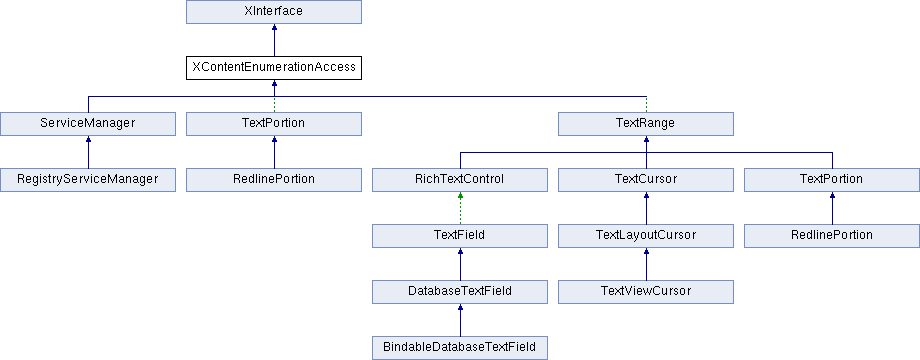 XInterface
XContentEnumerationAccess
ServiceManager
TextPortion
TextRange
RegistryServiceManager
RedlinePortion
RichTextControl
TextCursor
TextPortion
TextField
TextLayoutCursor
RedlinePortion
DatabaseTextField
TextViewCursor
BindableDatabaseTextField